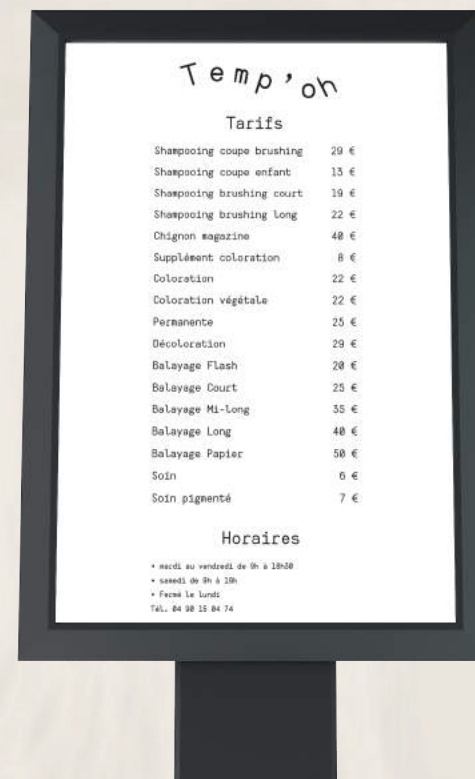 Temp'oh
Tarifs
Shampooing coupe brushing 29 €
Shampooing coupe enfant 13 €
Shampooing brushing court 19 €
Shampooing brushing long 22 €
Chignon magazine 40 €
Supplément coloration 8 €
Coloration 22 €
Coloration végétale 22 €
Permanente 25 €
Décoloration 29 €
Balayage Flash 20 €
Balayage Court 25 €
Balayage Mi-long 35 €
Balayage Long 40 €
Balayage Papier 50 €
Soin 6 €
Soin pigmenté 7 €
Horaires
• mardi au vendredi de 9h à 18h30
• samedi de 9h à 19h
• Fermé le lundi
Tél. 04 90 15 04 74